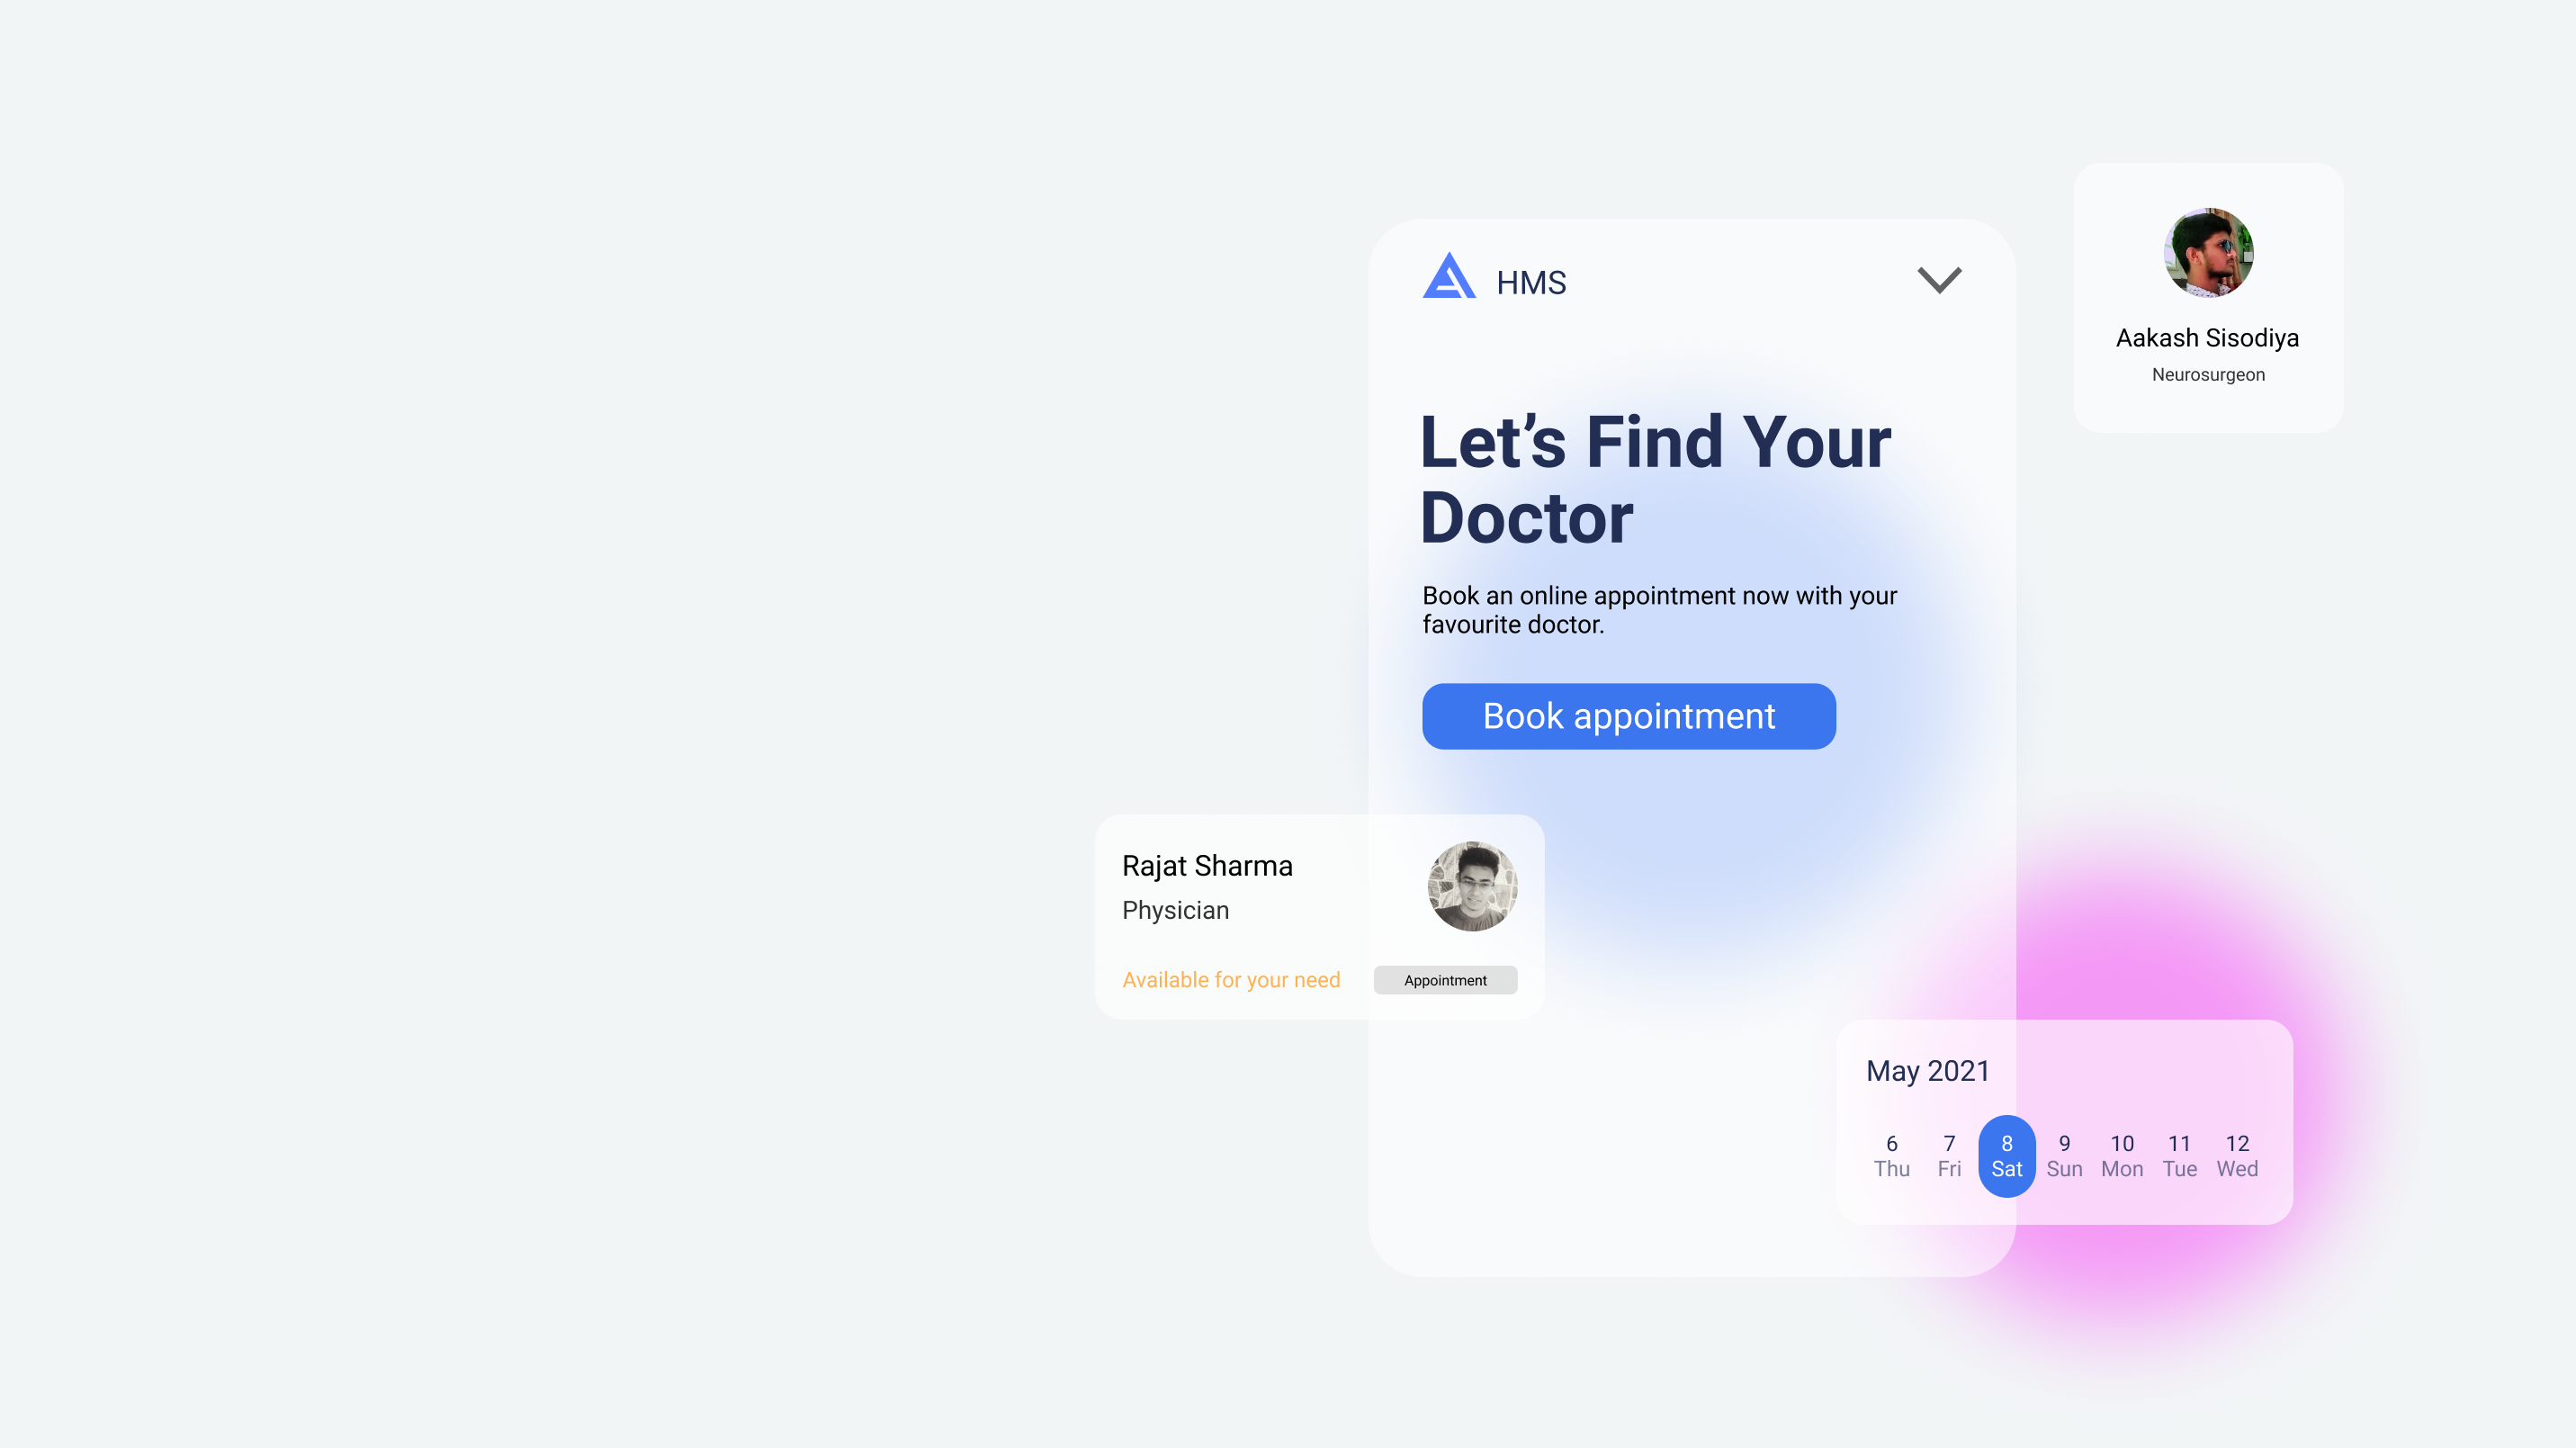 HMS
Let’s Find Your
Doctor
Book an online appointment now with your
favourite doctor.
Book appointment
Aakash Sisodiya
Neurosurgeon
Rajat Sharma
Physician
Available for your need
Appointment
May 2021
6 7 8 9 10 11 12
Thu Fri Sat Sun Mon Tue Wed